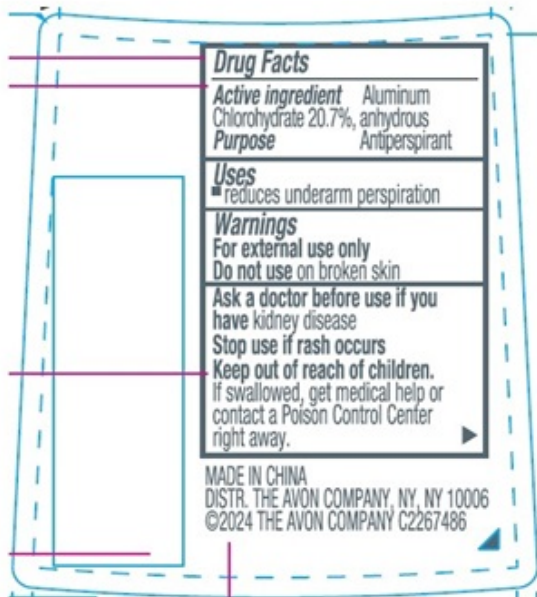 Drug Facts
Active ingredient Aluminum
Chlorohydrate 20.7%, anhydrous
Purpose Antiperspirant
Uses
■ reduces underarm perspiration
Warnings
For external use only
Do not use on broken skin
Ask a doctor before use if you
have kidney disease
Stop use if rash occurs
Keep out of reach of children.
If swallowed, get medical help or
contact a Poison Control Center
right away.
MADE IN CHINA
DISTR. THE AVON COMPANY, NY, NY 10006
©2024 THE AVON COMPANY C2267486